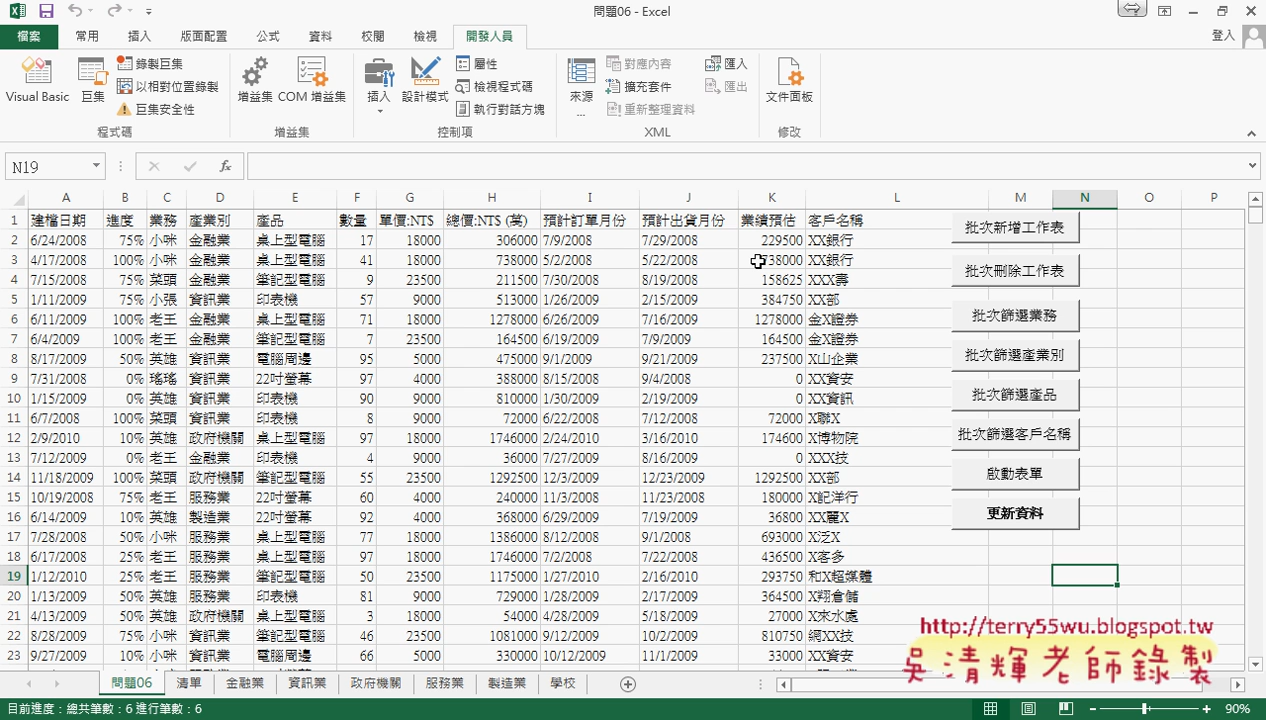 問題06 - Excel
登入
檔案 常用 插入 版面配置 公式 資料 校閱 檢視 開發人員
Visual Basic 巨集 錄製巨集 以相對位置錄製 巨集安全性 程式碼
增益集 COM 增益集 增益集
插入 設計模式 屬性 檢視程式碼 執行對話方塊 控制項
來源 ... 對應內容 擴充套件 重新整理資料 匯入 匯出 XML
文件面板 修改
N19 fx
A B C D E F G H I J K L M N O P
1 建檔日期 進度 業務 產業別 產品 數量 單價:NT$ 總價:NT$ (萬) 預計訂單月份 預計出貨月份 業績預估 客戶名稱
2 6/24/2008 75% 小咪 金融業 桌上型電腦 17 18000 306000 7/9/2008 7/29/2008 229500 XX銀行
3 4/17/2008 100% 小咪 金融業 桌上型電腦 41 18000 738000 5/2/2008 5/22/2008 738000 XX銀行
4 7/15/2008 75% 菜頭 金融業 筆記型電腦 9 23500 211500 7/30/2008 8/19/2008 158625 XXX壽
5 1/11/2009 75% 小張 資訊業 印表機 57 9000 513000 1/26/2009 2/15/2009 384750 XX部
6 6/11/2009 100% 老王 金融業 桌上型電腦 71 18000 1278000 6/26/2009 7/16/2009 1278000 金X證券
7 6/4/2009 100% 老王 金融業 筆記型電腦 7 23500 164500 6/19/2009 7/9/2009 164500 金X證券
8 8/17/2009 50% 英雄 資訊業 電腦周邊 95 5000 475000 9/1/2009 9/21/2009 237500 X山企業
9 7/31/2008 0% 瑤瑤 資訊業 22吋螢幕 97 4000 388000 8/15/2008 9/4/2008 0 XX資安
10 1/15/2009 0% 英雄 資訊業 印表機 90 9000 810000 1/30/2009 2/19/2009 0 XX資訊
11 6/7/2008 100% 菜頭 資訊業 印表機 8 9000 72000 6/22/2008 7/12/2008 72000 X聯X
12 2/9/2010 10% 英雄 政府機關 桌上型電腦 97 18000 1746000 2/24/2010 3/16/2010 174600 X博物院
13 7/12/2009 0% 老王 金融業 印表機 4 9000 36000 7/27/2009 8/16/2009 0 XXX技
14 11/18/2009 100% 菜頭 政府機關 筆記型電腦 55 23500 1292500 12/3/2009 12/23/2009 1292500 XX部
15 10/19/2008 75% 老王 服務業 22吋螢幕 60 4000 240000 11/3/2008 11/23/2008 180000 X記洋行
16 6/14/2009 10% 英雄 製造業 22吋螢幕 92 4000 368000 6/29/2009 7/19/2009 36800 XX麗X
17 7/28/2008 50% 小咪 服務業 桌上型電腦 77 18000 1386000 8/12/2008 9/1/2008 693000 X泛X
18 6/17/2008 25% 老王 服務業 桌上型電腦 97 18000 1746000 7/2/2008 7/22/2008 436500 X客多
19 1/12/2010 25% 老王 服務業 筆記型電腦 50 23500 1175000 1/27/2010 2/16/2010 293750 和X超媒體
20 1/13/2009 50% 英雄 服務業 印表機 81 9000 729000 1/28/2009 2/17/2009 364500 X翔倉儲
21 4/13/2009 50% 英雄 政府機關 桌上型電腦 3 18000 54000 4/28/2009 5/18/2009 27000 X來水處
22 8/28/2009 75% 小咪 資訊業 筆記型電腦 46 23500 1081000 9/12/2009 10/2/2009 810750 網XX技
23 9/27/2009 10% 小咪 資訊業 電腦周邊 66 5000 330000 10/12/2009 11/1/2009 33000 XX資安
批次新增工作表
批次刪除工作表
批次篩選業務
批次篩選產業別
批次篩選產品
批次篩選客戶名稱
啟動表單
更新資料
http://terry55wu.blogspot.tw
吳清輝老師錄製
問題06 清單 金融業 資訊業 政府機關 服務業 製造業 學校
目前進度：總共筆數：6 進行筆數：6 90%